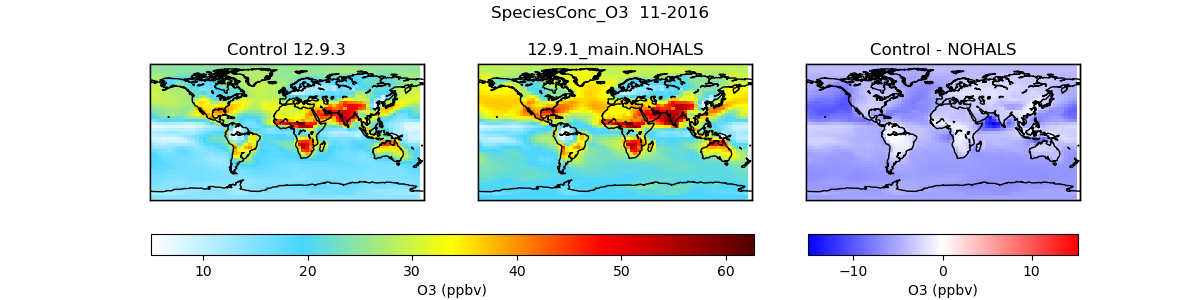 SpeciesConc_O3 11-2016
Control 12.9.3
12.9.1_main.NOHALS
Control - NOHALS
10 20 30 40 50 60
O3 (ppbv)
−10 0 10
O3 (ppbv)